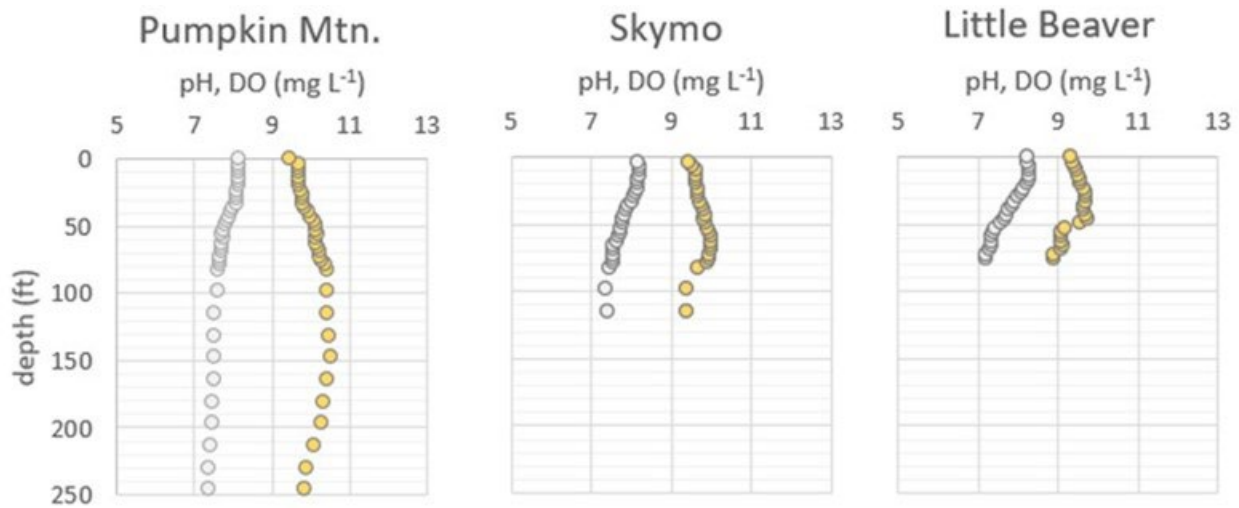 Pumpkin Mtn.
pH, DO (mg L⁻¹)
5 7 9 11 13
Skymo
pH, DO (mg L⁻¹)
5 7 9 11 13
Little Beaver
pH, DO (mg L⁻¹)
5 7 9 11 13
depth (ft)
0
50
100
150
200
250